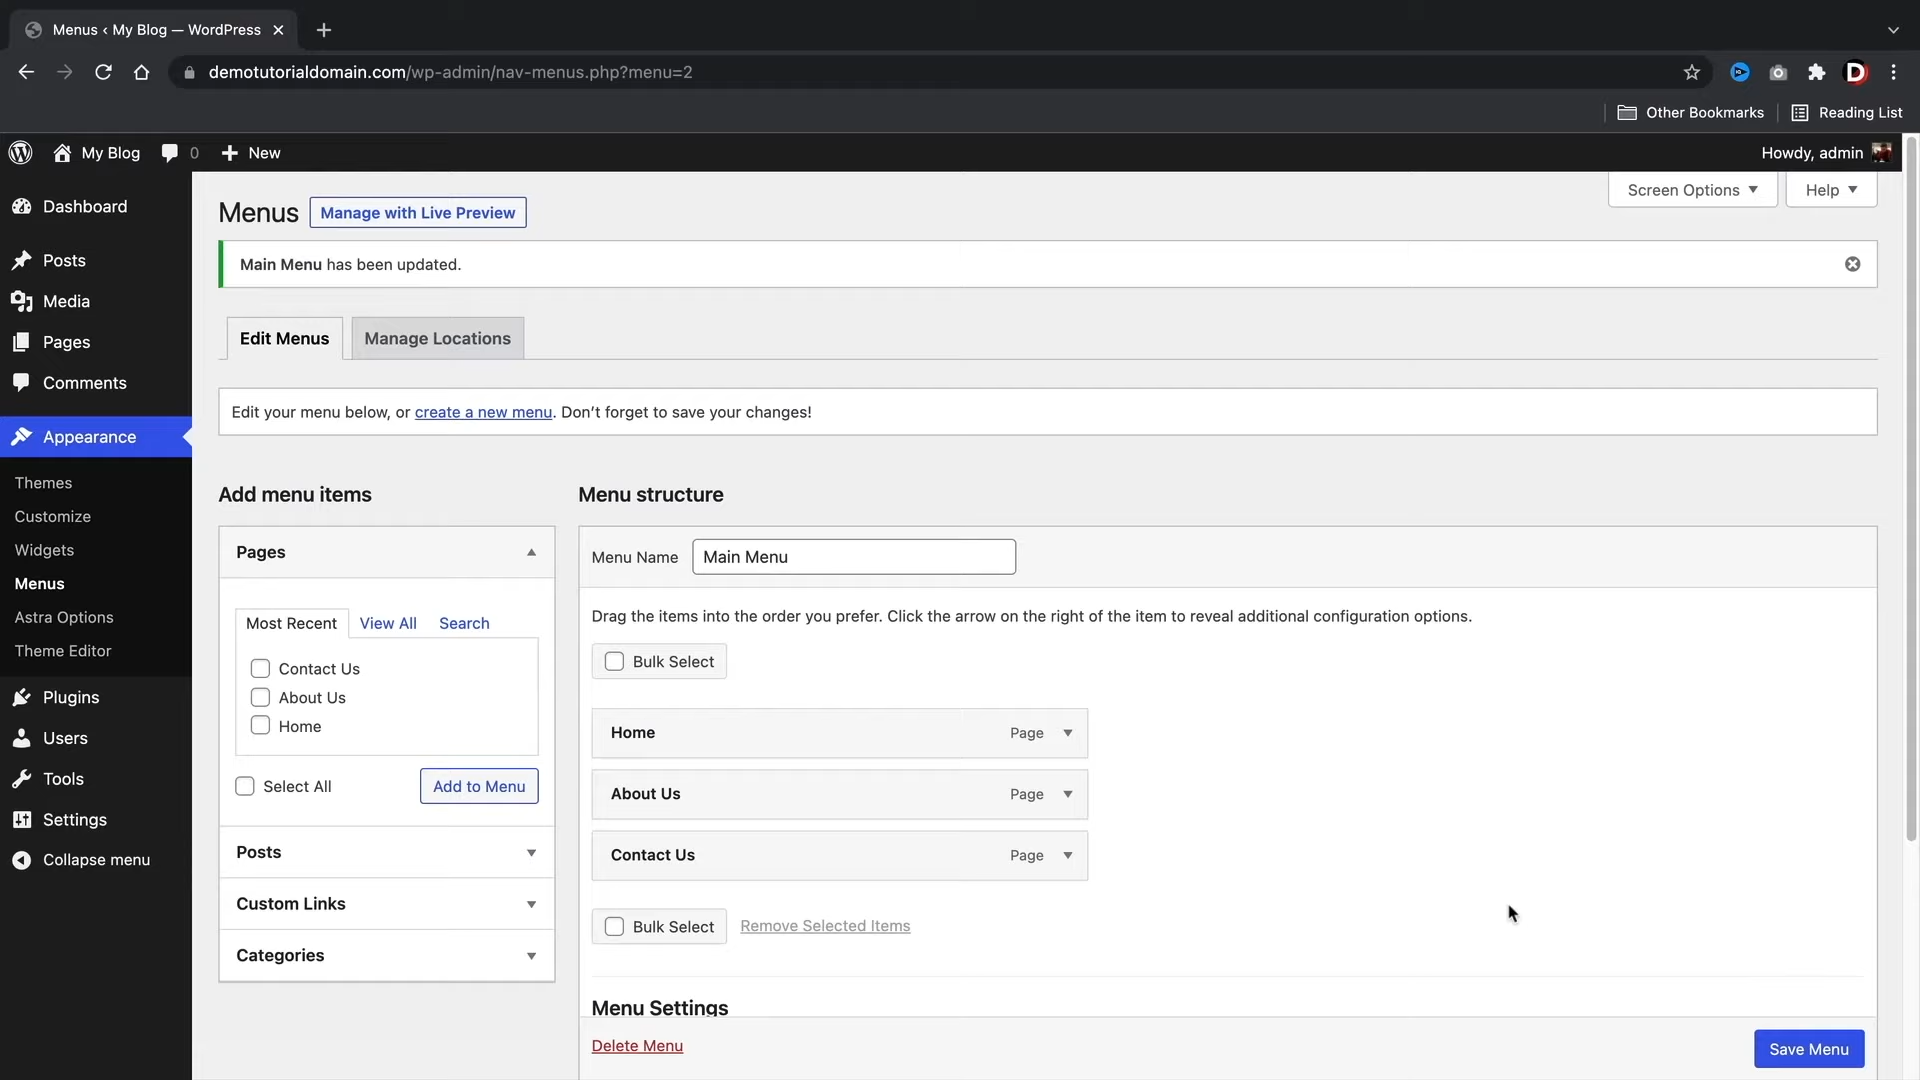 Menus ‹ My Blog — WordPress
demotutorialdomain.com/wp-admin/nav-menus.php?menu=2
Other Bookmarks
Reading List
My Blog
0
New
Howdy, admin
Screen Options
Help
Dashboard
Posts
Media
Pages
Comments
Appearance
Themes
Customize
Widgets
Menus
Astra Options
Theme Editor
Plugins
Users
Tools
Settings
Collapse menu
Menus
Manage with Live Preview
Main Menu has been updated.
Edit Menus
Manage Locations
Edit your menu below, or create a new menu. Don’t forget to save your changes!
Add menu items
Pages
Most Recent
View All
Search
Contact Us
About Us
Home
Select All
Add to Menu
Posts
Custom Links
Categories
Menu structure
Menu Name
Main Menu
Drag the items into the order you prefer. Click the arrow on the right of the item to reveal additional configuration options.
Bulk Select
Home Page
About Us Page
Contact Us Page
Bulk Select
Remove Selected Items
Menu Settings
Delete Menu
Save Menu